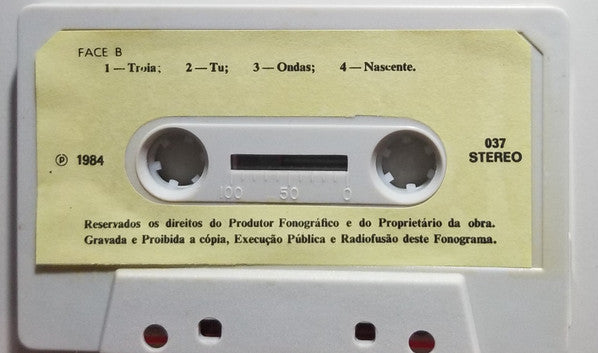 FACE B
1 — Troia; 2 — Tu; 3 — Ondas; 4 — Nascente.
℗ 1984
037
STEREO
100 50 0
Reservados os direitos do Produtor Fonográfico e do Proprietário da obra.
Gravada e Proibida a cópia, Execução Pública e Radiofusão deste Fonograma.